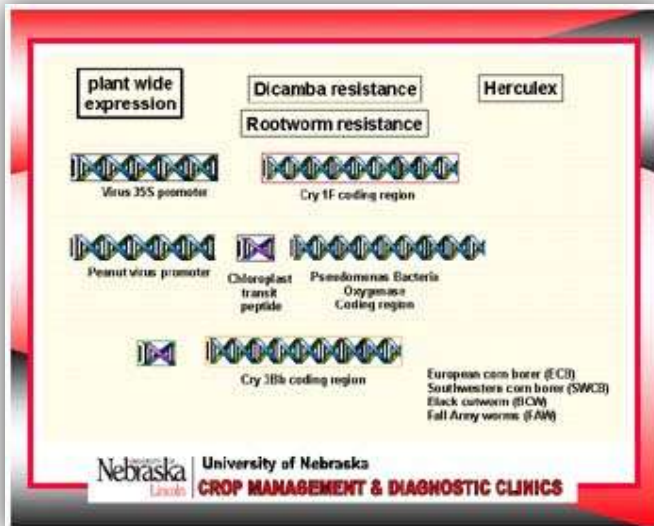 plant wide
expression
Dicamba resistance
Herculex
Rootworm resistance
Virus 35S promoter
Cry 1F coding region
Peanut virus promoter
Chloroplast
transit
peptide
Pseudomonas Bacteria
Oxygenase
Coding region
Cry 3Bb coding region
European corn borer (ECB)
Southwestern corn borer (SWCB)
Black cutworm (BCW)
Fall Army worms (FAW)
UNIVERSITY OF
Nebraska
Lincoln
University of Nebraska
CROP MANAGEMENT & DIAGNOSTIC CLINICS